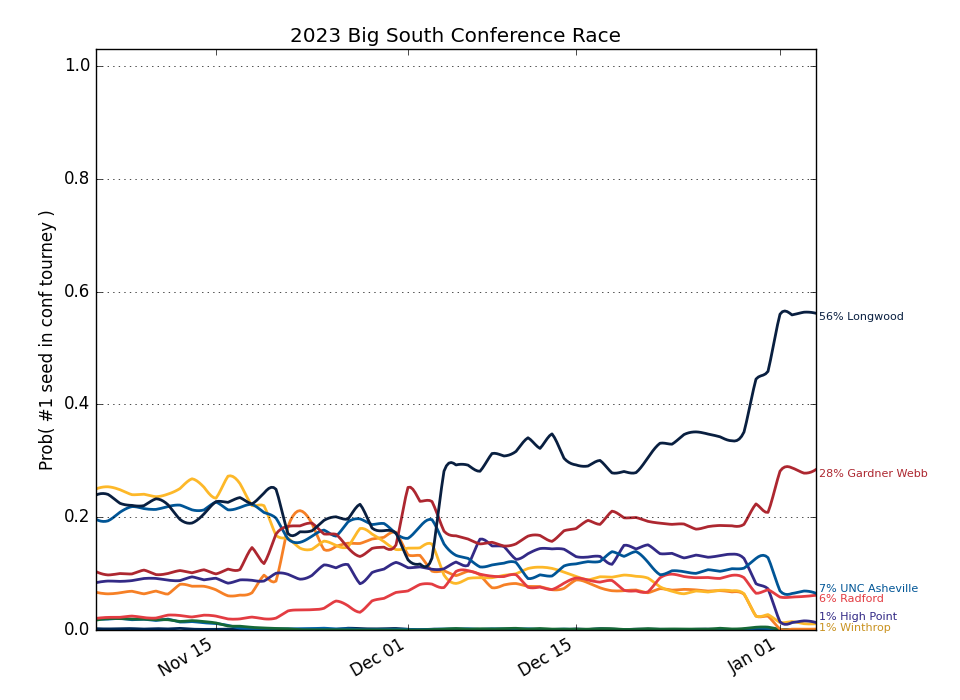 2023 Big South Conference Race
Prob( #1 seed in conf tourney )
1.0
0.8
0.6
0.4
0.2
0.0
56% Longwood
28% Gardner Webb
7% UNC Asheville
6% Radford
1% High Point
1% Winthrop
Nov 15
Dec 01
Dec 15
Jan 01